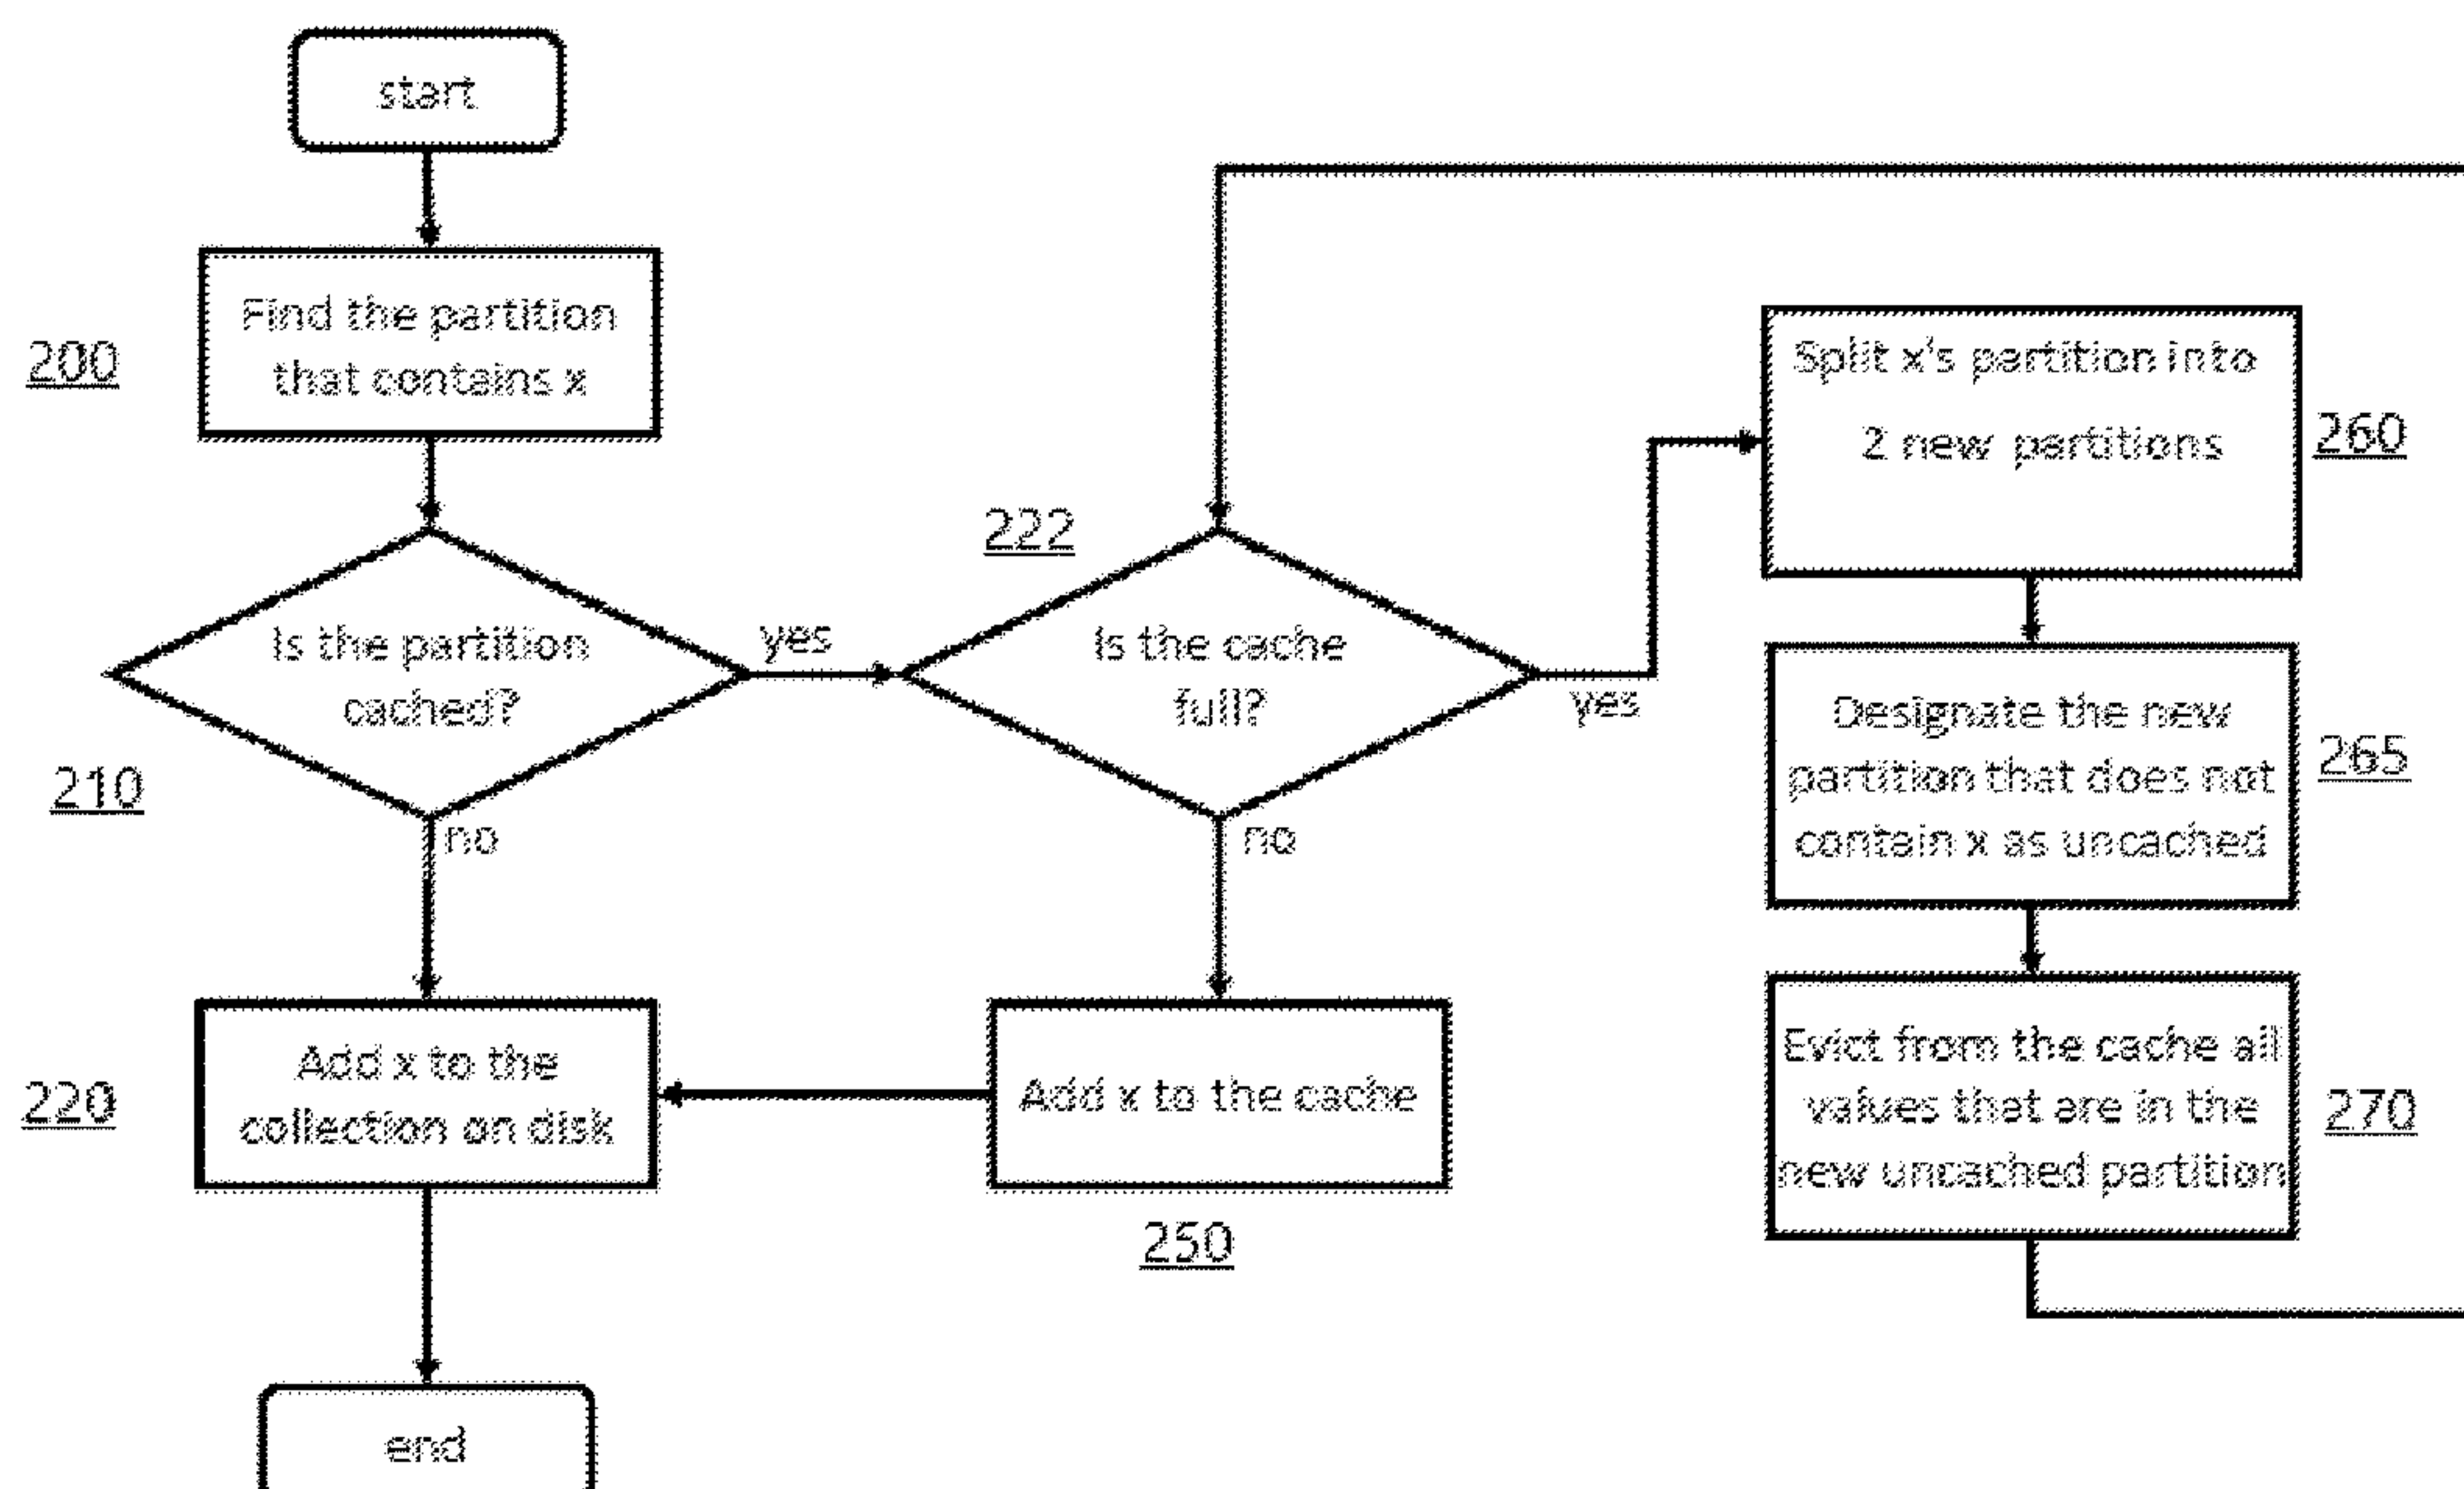 start
Find the partition
that contains x
200
Is the partition
cached?
210
yes
no
222
Is the cache
full?
yes
no
Split x's partition into
2 new partitions
260
Designate the new
partition that does not
contain x as uncached
265
Evict from the cache all
values that are in the
new uncached partition
270
Add x to the
collection on disk
220
Add x to the cache
250
end